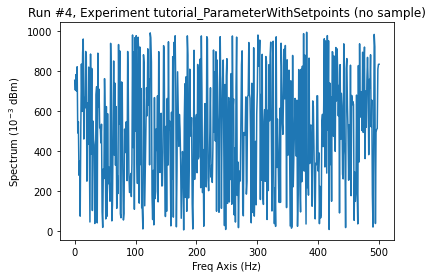 Run #4, Experiment tutorial_ParameterWithSetpoints (no sample)
Spectrum (10⁻³ dBm)
1000
800
600
400
200
0
0 100 200 300 400 500
Freq Axis (Hz)